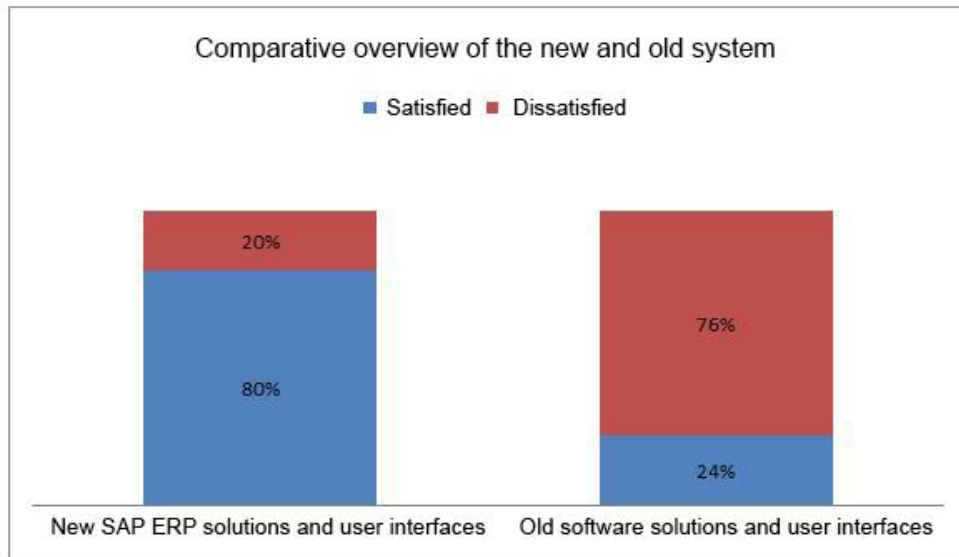 Comparative overview of the new and old system
Satisfied Dissatisfied
20%
80%
76%
24%
New SAP ERP solutions and user interfaces
Old software solutions and user interfaces